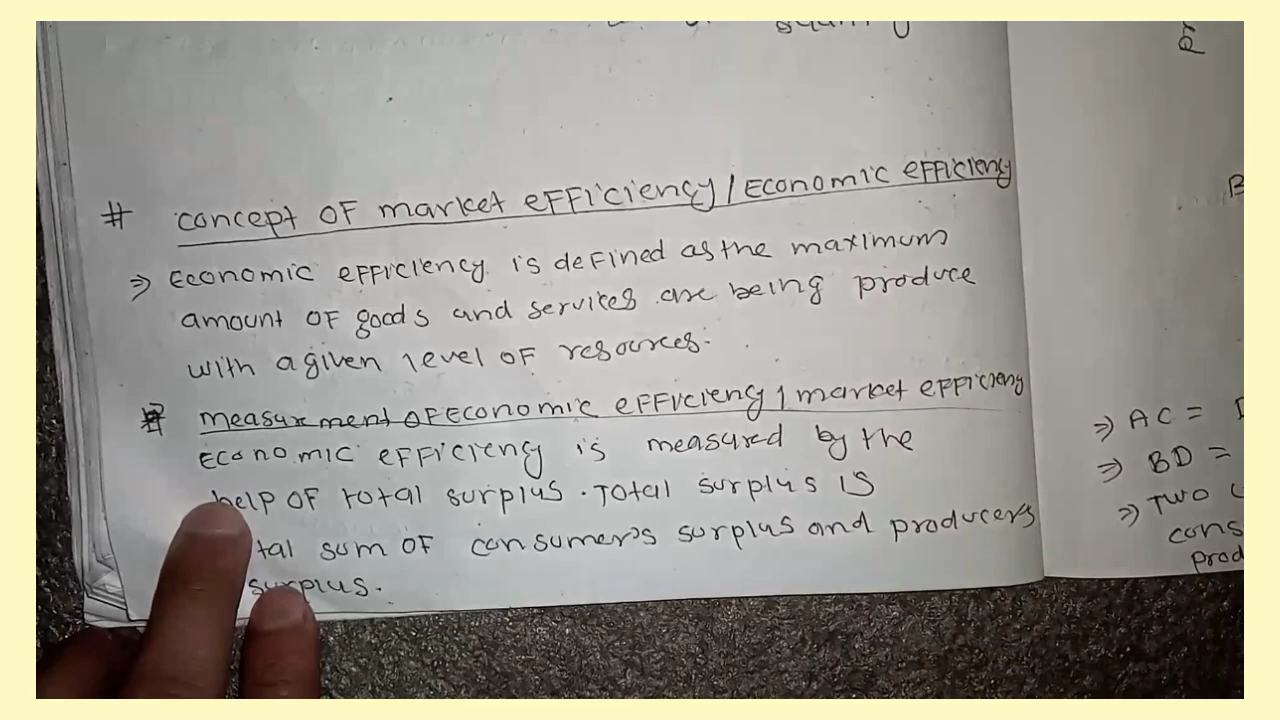 # concept OF market eFFiciency / Economic eFFiciency
⇒ Economic eFFiciency is defined as the maximum
amount OF goods and services are being produce
with a given level OF resources.
# measurment OF Economic eFFiciency / market eFFiciency
Economic eFFiciency is measured by the
help OF total surplus. Total surplus is
tal sum OF consumer's surplus and producers
surplus.
⇒ AC =
⇒ BD =
⇒ Two
cons
prod